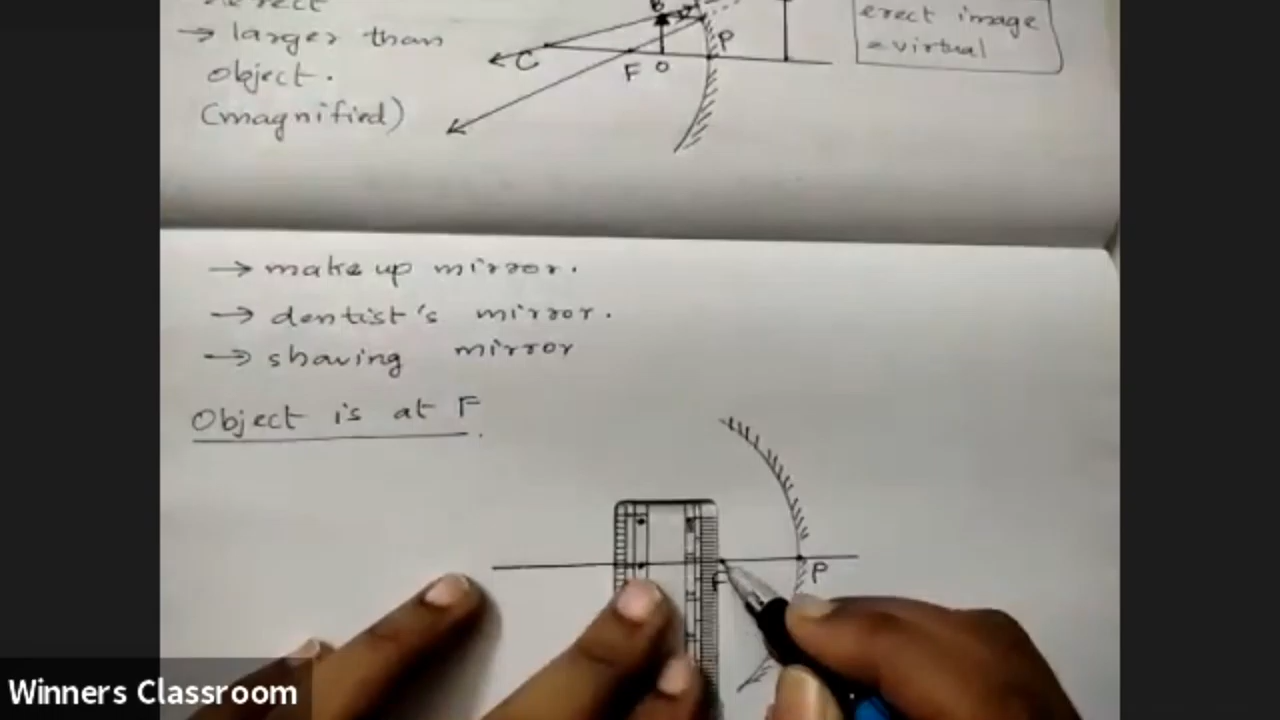 → larger than
object.
(magnified)
B
C
F
O
P
erect image
virtual
→ make up mirror.
→ dentist's mirror.
→ shaving mirror
Object is at F
F
P
Winners Classroom